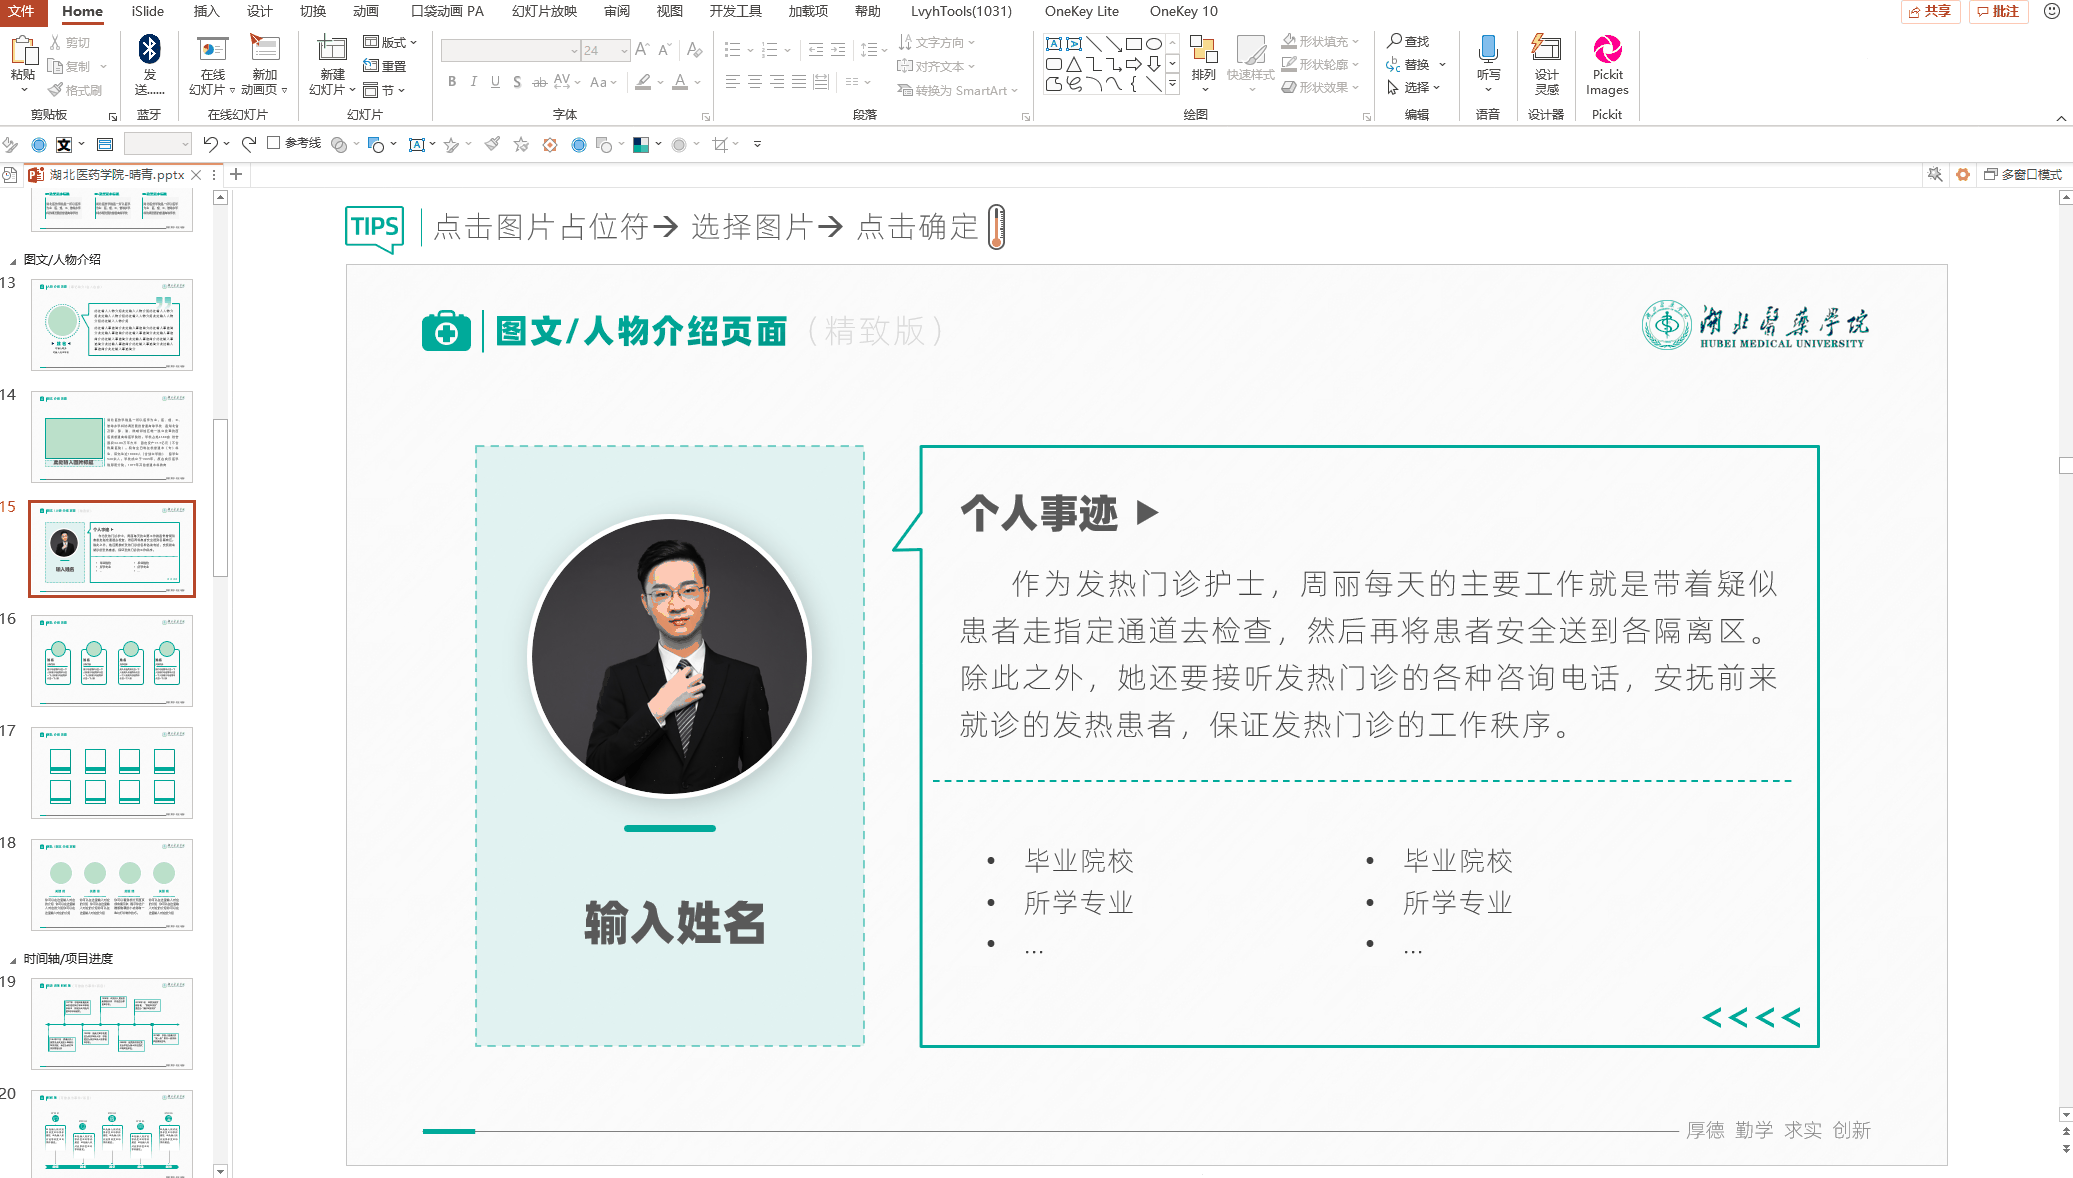 文件 Home iSlide 插入 设计 切换 动画 口袋动画 PA 幻灯片放映 审阅 视图 开发工具 加载项 帮助 LvyhTools(1031) OneKey Lite OneKey 10 共享 批注
粘贴 剪切 复制 格式刷
剪贴板
发送......
蓝牙
在线幻灯片 新加动画页
在线幻灯片
新建幻灯片 版式 重置 节
幻灯片
24
B I U S ab AV Aa A
字体
文字方向
对齐文本
转换为 SmartArt
段落
排列 快速样式 形状填充 形状轮廓 形状效果
绘图
查找
替换
选择
编辑
听写
语音
设计灵感
设计器
Pickit Images
Pickit
文 参考线
湖北医药学院-晴青.pptx 多窗口模式
图文/人物介绍
13
14
15
16
17
18
时间轴/项目进度
19
20
TIPS 点击图片占位符→ 选择图片→ 点击确定
图文/人物介绍页面（精致版）
湖北醫藥學院
HUBEI MEDICAL UNIVERSITY
输入姓名
个人事迹
作为发热门诊护士，周丽每天的主要工作就是带着疑似
患者走指定通道去检查，然后再将患者安全送到各隔离区。
除此之外，她还要接听发热门诊的各种咨询电话，安抚前来
就诊的发热患者，保证发热门诊的工作秩序。
• 毕业院校
• 所学专业
• ...
• 毕业院校
• 所学专业
• ...
<<<<
厚德 勤学 求实 创新